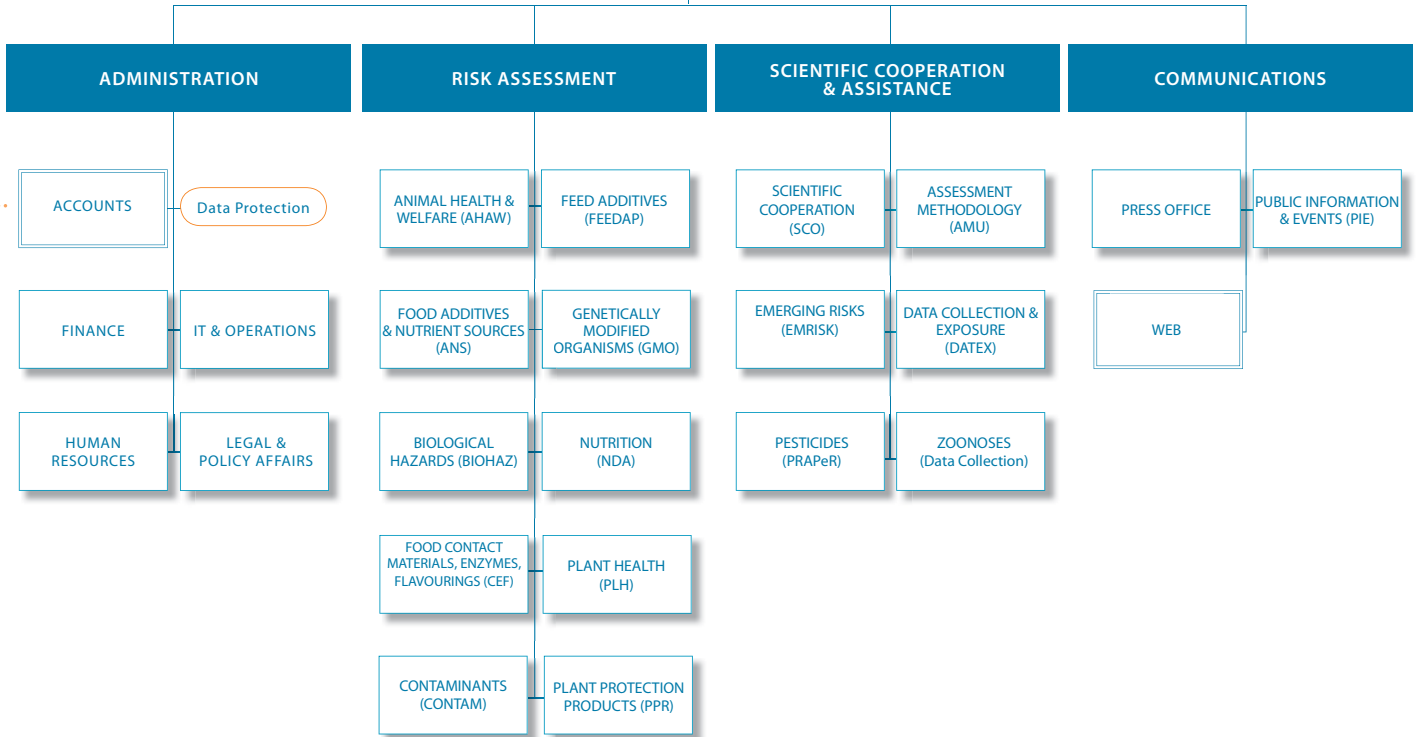 ADMINISTRATION
RISK ASSESSMENT
SCIENTIFIC COOPERATION
& ASSISTANCE
COMMUNICATIONS
*
ACCOUNTS
Data Protection
FINANCE
IT & OPERATIONS
HUMAN
RESOURCES
LEGAL &
POLICY AFFAIRS
ANIMAL HEALTH &
WELFARE (AHAW)
FEED ADDITIVES
(FEEDAP)
FOOD ADDITIVES
& NUTRIENT SOURCES
(ANS)
GENETICALLY
MODIFIED
ORGANISMS (GMO)
BIOLOGICAL
HAZARDS (BIOHAZ)
NUTRITION
(NDA)
FOOD CONTACT
MATERIALS, ENZYMES,
FLAVOURINGS (CEF)
PLANT HEALTH
(PLH)
CONTAMINANTS
(CONTAM)
PLANT PROTECTION
PRODUCTS (PPR)
SCIENTIFIC
COOPERATION
(SCO)
ASSESSMENT
METHODOLOGY
(AMU)
EMERGING RISKS
(EMRISK)
DATA COLLECTION &
EXPOSURE
(DATEX)
PESTICIDES
(PRAPeR)
ZOONOSES
(Data Collection)
PRESS OFFICE
PUBLIC INFORMATION
& EVENTS (PIE)
WEB